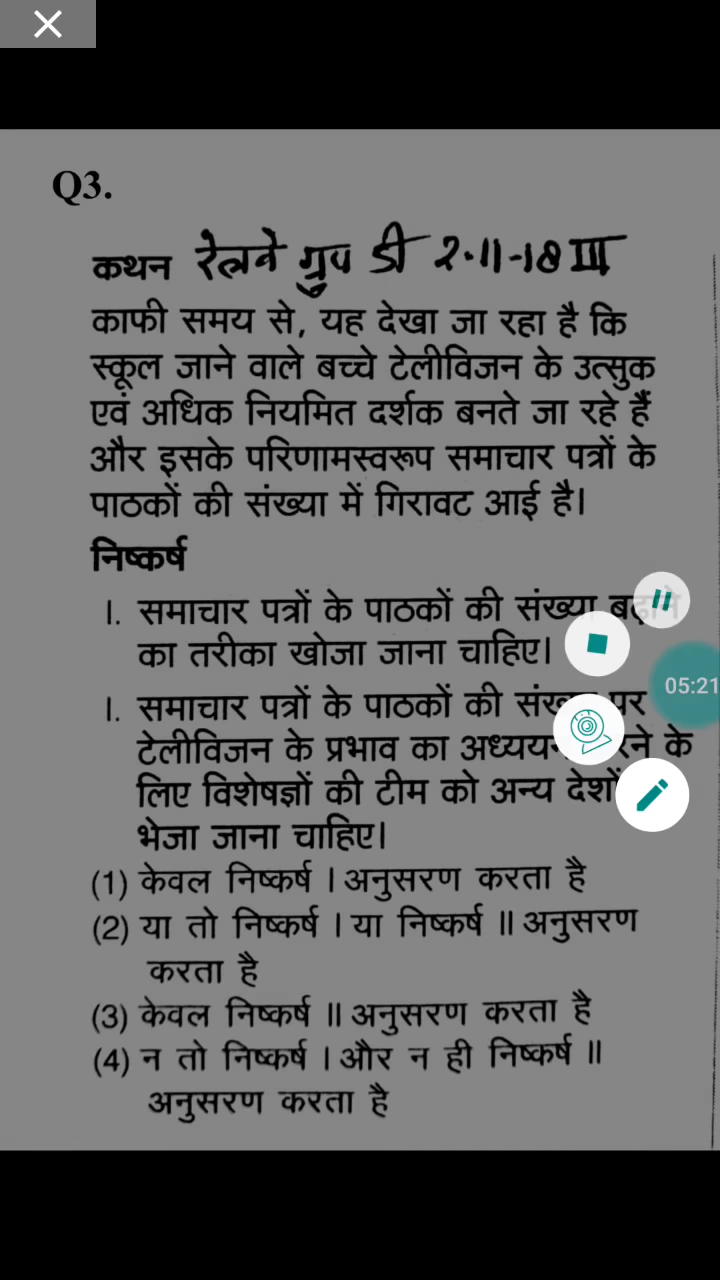 Q3.
कथन रेलवे ग्रुप डी 2.11-18 III
काफी समय से, यह देखा जा रहा है कि
स्कूल जाने वाले बच्चे टेलीविजन के उत्सुक
एवं अधिक नियमित दर्शक बनते जा रहे हैं
और इसके परिणामस्वरूप समाचार पत्रों के
पाठकों की संख्या में गिरावट आई है।
निष्कर्ष
I. समाचार पत्रों के पाठकों की संख्या
का तरीका खोजा जाना चाहिए।
05:21
I. समाचार पत्रों के पाठकों की पर
टेलीविजन के प्रभाव का के
लिए विशेषज्ञों की टीम को अन्य
भेजा जाना चाहिए।
(1) केवल निष्कर्ष I अनुसरण करता है
(2) या तो निष्कर्ष I या निष्कर्ष II अनुसरण
करता है
(3) केवल निष्कर्ष II अनुसरण करता है
(4) न तो निष्कर्ष I और न ही निष्कर्ष II
अनुसरण करता है